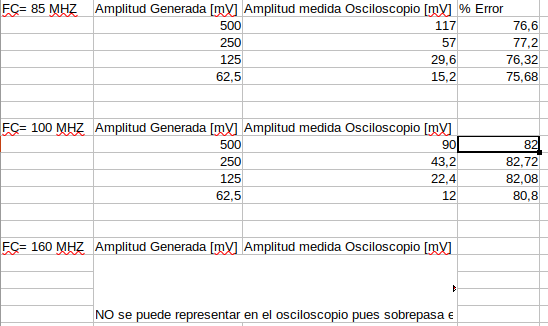 FC= 85 MHZ Amplitud Generada [mV] Amplitud medida Osciloscopio [mV] % Error
500 117 76,6
250 57 77,2
125 29,6 76,32
62,5 15,2 75,68
FC= 100 MHZ Amplitud Generada [mV] Amplitud medida Osciloscopio [mV]
500 90 82
250 43,2 82,72
125 22,4 82,08
62,5 12 80,8
FC= 160 MHZ Amplitud Generada [mV] Amplitud medida Osciloscopio [mV]
NO se puede representar en el osciloscopio pues sobrepasa e